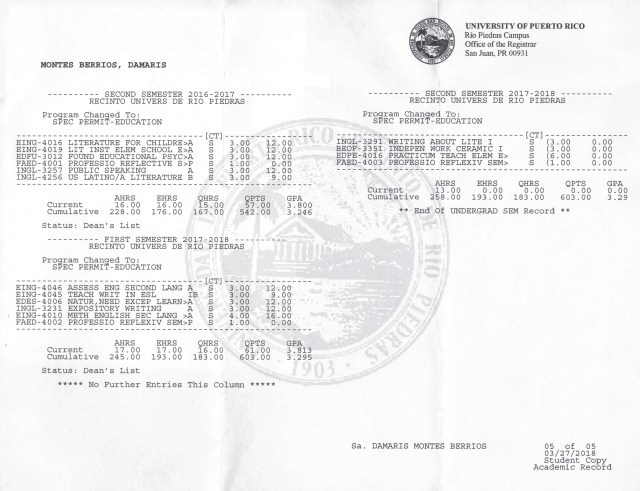 UNIVERSITY OF PUERTO RICO
Río Piedras Campus
Office of the Registrar
San Juan, PR 00931
MONTES BERRIOS, DAMARIS
---------- SECOND SEMESTER 2016-2017 ----------
RECINTO UNIVERS DE RIO PIEDRAS
Program Changed To:
SPEC PERMIT-EDUCATION
[CT]
EING-4016 LITERATURE FOR CHILDRE>A S 3.00 12.00
EING-4019 LIT INST ELEM SCHOOL E>A S 3.00 12.00
EDFU-3012 FOUND EDUCATIONAL PSYC>A S 3.00 12.00
FAED-4001 PROFESSIO REFLECTIVE S>P S 1.00 0.00
INGL-3257 PUBLIC SPEAKING A S 3.00 12.00
INGL-4256 US LATINO/A LITERATURE B S 3.00 9.00
AHRS EHRS QHRS QPTS GPA
Current 16.00 16.00 15.00 57.00 3.800
Cumulative 228.00 176.00 167.00 542.00 3.246
Status: Dean's List
---------- FIRST SEMESTER 2017-2018 ----------
RECINTO UNIVERS DE RIO PIEDRAS
Program Changed To:
SPEC PERMIT-EDUCATION
[CT]
EING-4046 ASSESS ENG SECOND LANG A S 3.00 12.00
EING-4045 TEACH WRIT IN ESL IB S 3.00 9.00
EDES-4006 NATUR,NEED EXCEP LEARN>A S 3.00 12.00
INGL-3231 EXPOSITORY WRITING A S 3.00 12.00
EING-4010 METH ENGLISH SEC LANG >A S 4.00 16.00
FAED-4002 PROFESSIO REFLEXIV SEM>P S 1.00 0.00
AHRS EHRS QHRS QPTS GPA
Current 17.00 17.00 16.00 61.00 3.813
Cumulative 245.00 193.00 183.00 603.00 3.295
Status: Dean's List
***** No Further Entries This Column *****
---------- SECOND SEMESTER 2017-2018 ----------
RECINTO UNIVERS DE RIO PIEDRAS
Program Changed To:
SPEC PERMIT-EDUCATION
[CT]
INGL-3291 WRITING ABOUT LITE I S (3.00 0.00
BEOF-3351 INDEPEN WORK CERAMIC I S (3.00 0.00
EDPE-4016 PRACTICUM TEACH ELEM E> S (6.00 0.00
FAED-4003 PROFESSIO REFLEXIV SEM> S (1.00 0.00
AHRS EHRS QHRS QPTS GPA
Current 13.00 0.00 0.00 0.00 0.00
Cumulative 258.00 193.00 183.00 603.00 3.29
** End Of UNDERGRAD SEM Record **
1903
DE RIO PIEDRAS
Sa. DAMARIS MONTES BERRIOS
05 of 05
03/27/2018
Student Copy
Academic Record